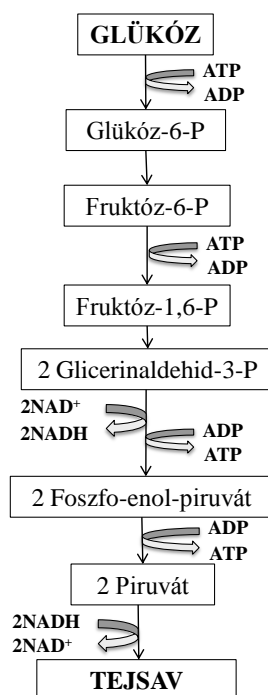 GLÜKÓZ
ATP
ADP
Glükóz-6-P
Fruktóz-6-P
ATP
ADP
Fruktóz-1,6-P
2 Glicerinaldehid-3-P
2NAD⁺
2NADH
ADP
ATP
2 Foszfo-enol-piruvát
ADP
ATP
2 Piruvát
2NADH
2NAD⁺
TEJSAV